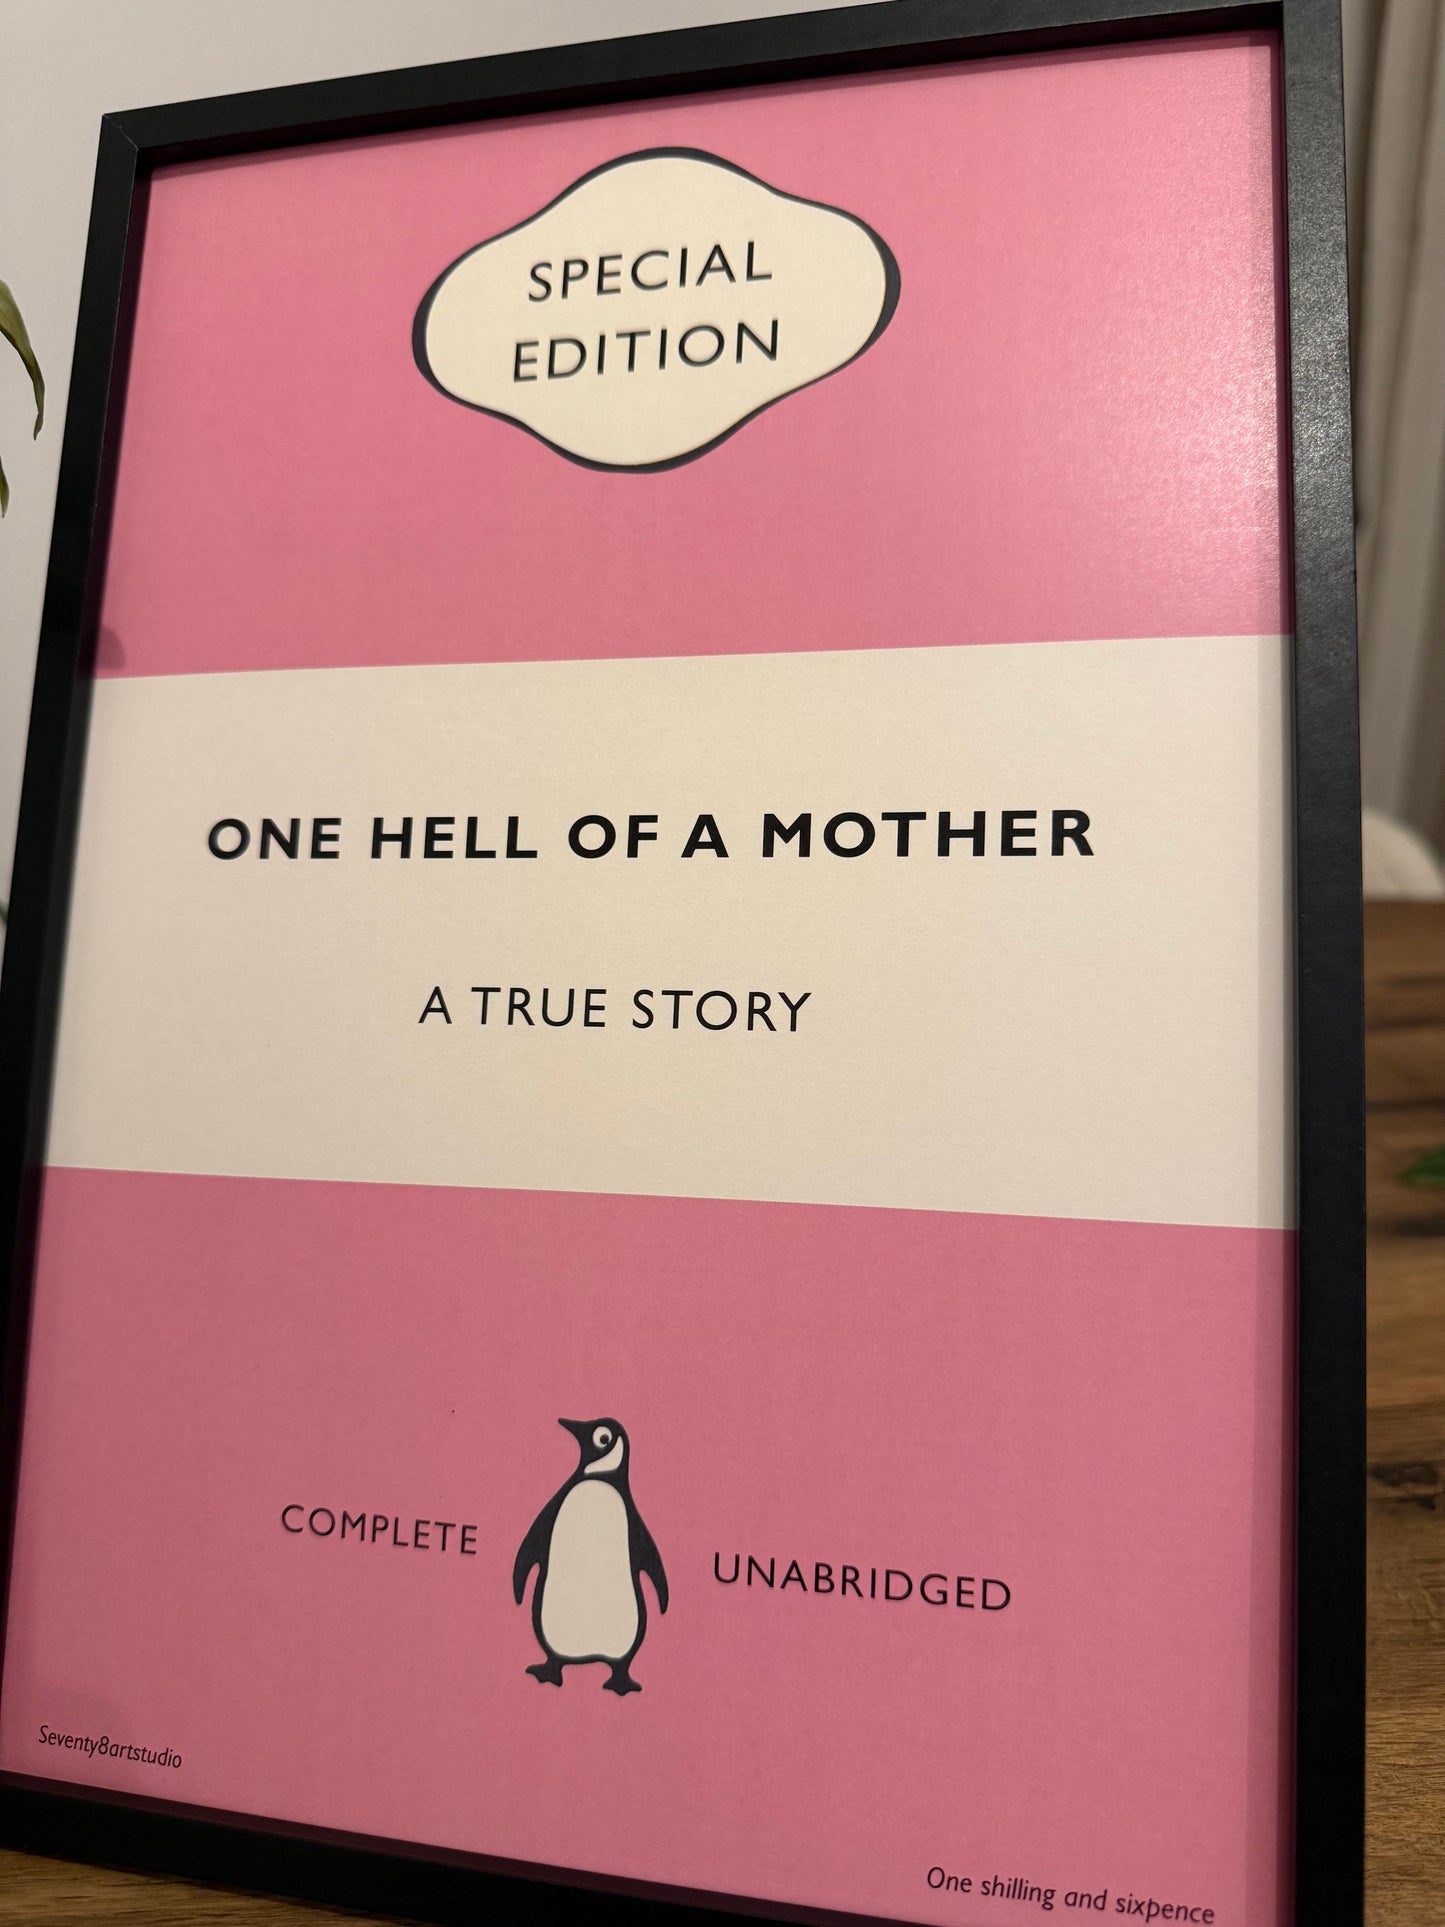 SPECIAL
EDITION
ONE HELL OF A MOTHER
A TRUE STORY
COMPLETE
UNABRIDGED
Seventy8artstudio
One shilling and sixpence